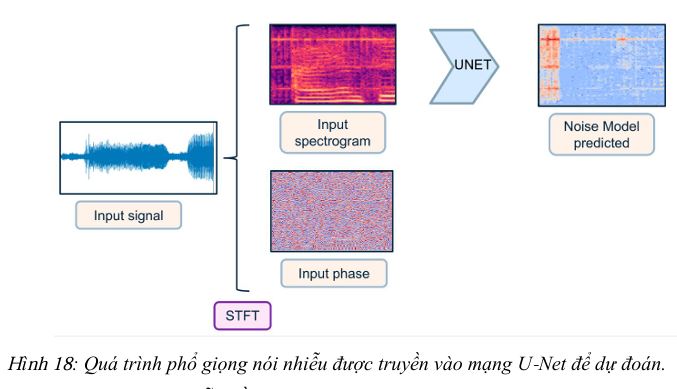 UNET
Input
spectrogram
Noise Model
predicted
Input signal
Input phase
STFT
Hình 18: Quá trình phổ giọng nói nhiễu được truyền vào mạng U-Net để dự đoán.